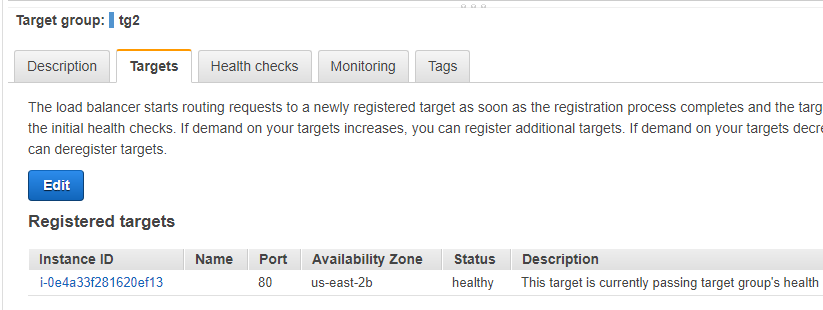 Target group: tg2
Description Targets Health checks Monitoring Tags
The load balancer starts routing requests to a newly registered target as soon as the registration process completes and the targ
the initial health checks. If demand on your targets increases, you can register additional targets. If demand on your targets decre
can deregister targets.
Edit
Registered targets
Instance ID Name Port Availability Zone Status Description
i-0e4a33f281620ef13 80 us-east-2b healthy This target is currently passing target group's health